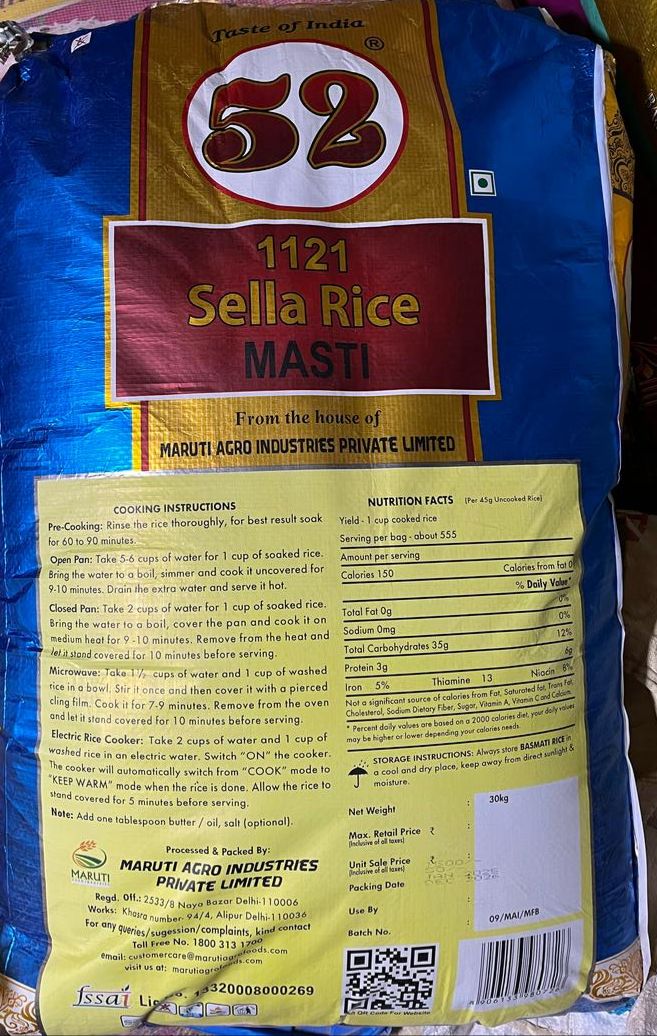 Taste of India
52
®
1121
Sella Rice
MASTI
From the house of
MARUTI AGRO INDUSTRIES PRIVATE LIMITED
COOKING INSTRUCTIONS
Pre-Cooking: Rinse the rice thoroughly, for best result soak
for 60 to 90 minutes.
Open Pan: Take 5-6 cups of water for 1 cup of soaked rice.
Bring the water to a boil, simmer and cook it uncovered for
9-10 minutes. Drain the extra water and serve it hot.
Closed Pan: Take 2 cups of water for 1 cup of soaked rice.
Bring the water to a boil, cover the pan and cook it on
medium heat for 9 -10 minutes. Remove from the heat and
let it stand covered for 10 minutes before serving.
Microwave: Take 1½ cups of water and 1 cup of washed
rice in a bowl. Stir it once and then cover it with a pierced
cling film. Cook it for 7-9 minutes. Remove from the oven
and let it stand covered for 10 minutes before serving.
Electric Rice Cooker: Take 2 cups of water and 1 cup of
washed rice in an electric water. Switch "ON" the cooker.
The cooker will automatically switch from "COOK" mode to
"KEEP WARM" mode when the rice is done. Allow the rice to
stand covered for 5 minutes before serving.
Note: Add one tablespoon butter / oil, salt (optional).
MARUTI
Processed & Packed By:
MARUTI AGRO INDUSTRIES
PRIVATE LIMITED
Regd. Off.: 2533/8 Naya Bazar Delhi-110006
Works: Khasra number. 94/4, Alipur Delhi-110036
For any queries/sugession/complaints, kind contact
Toll Free No. 1800 313 1700
email: customercare@marutiagrofoods.com
visit us at: marutiagrofoods.com
fssai
NUTRITION FACTS (Per 45g Uncooked Rice)
Yield - 1 cup cooked rice
Serving per bag - about 555
Amount per serving
Calories 150 Calories from fat 0
% Daily Value*
Total Fat 0g 0%
Sodium 0mg 0%
Total Carbohydrates 35g 12%
Protein 3g 6g
Iron 5% Thiamine 13 Niacin 8%
Not a significant source of calories from Fat, Saturated fat, Trans Fat,
Cholesterol, Sodium Dietary Fiber, Sugar, Vitamin A, Vitamin C and Calcium.
* Percent daily values are based on a 2000 calories diet, your daily values
may be higher or lower depending your calories needs.
STORAGE INSTRUCTIONS: Always store BASMATI RICE in
a cool and dry place, keep away from direct sunlight &
moisture.
Net Weight : 30kg
Max. Retail Price ₹ :
(Inclusive of all taxes)
Unit Sale Price ₹ :
(Inclusive of all taxes)
Packing Date :
Use By :
Batch No. : 09/MAI/MFB
QR Code For Website